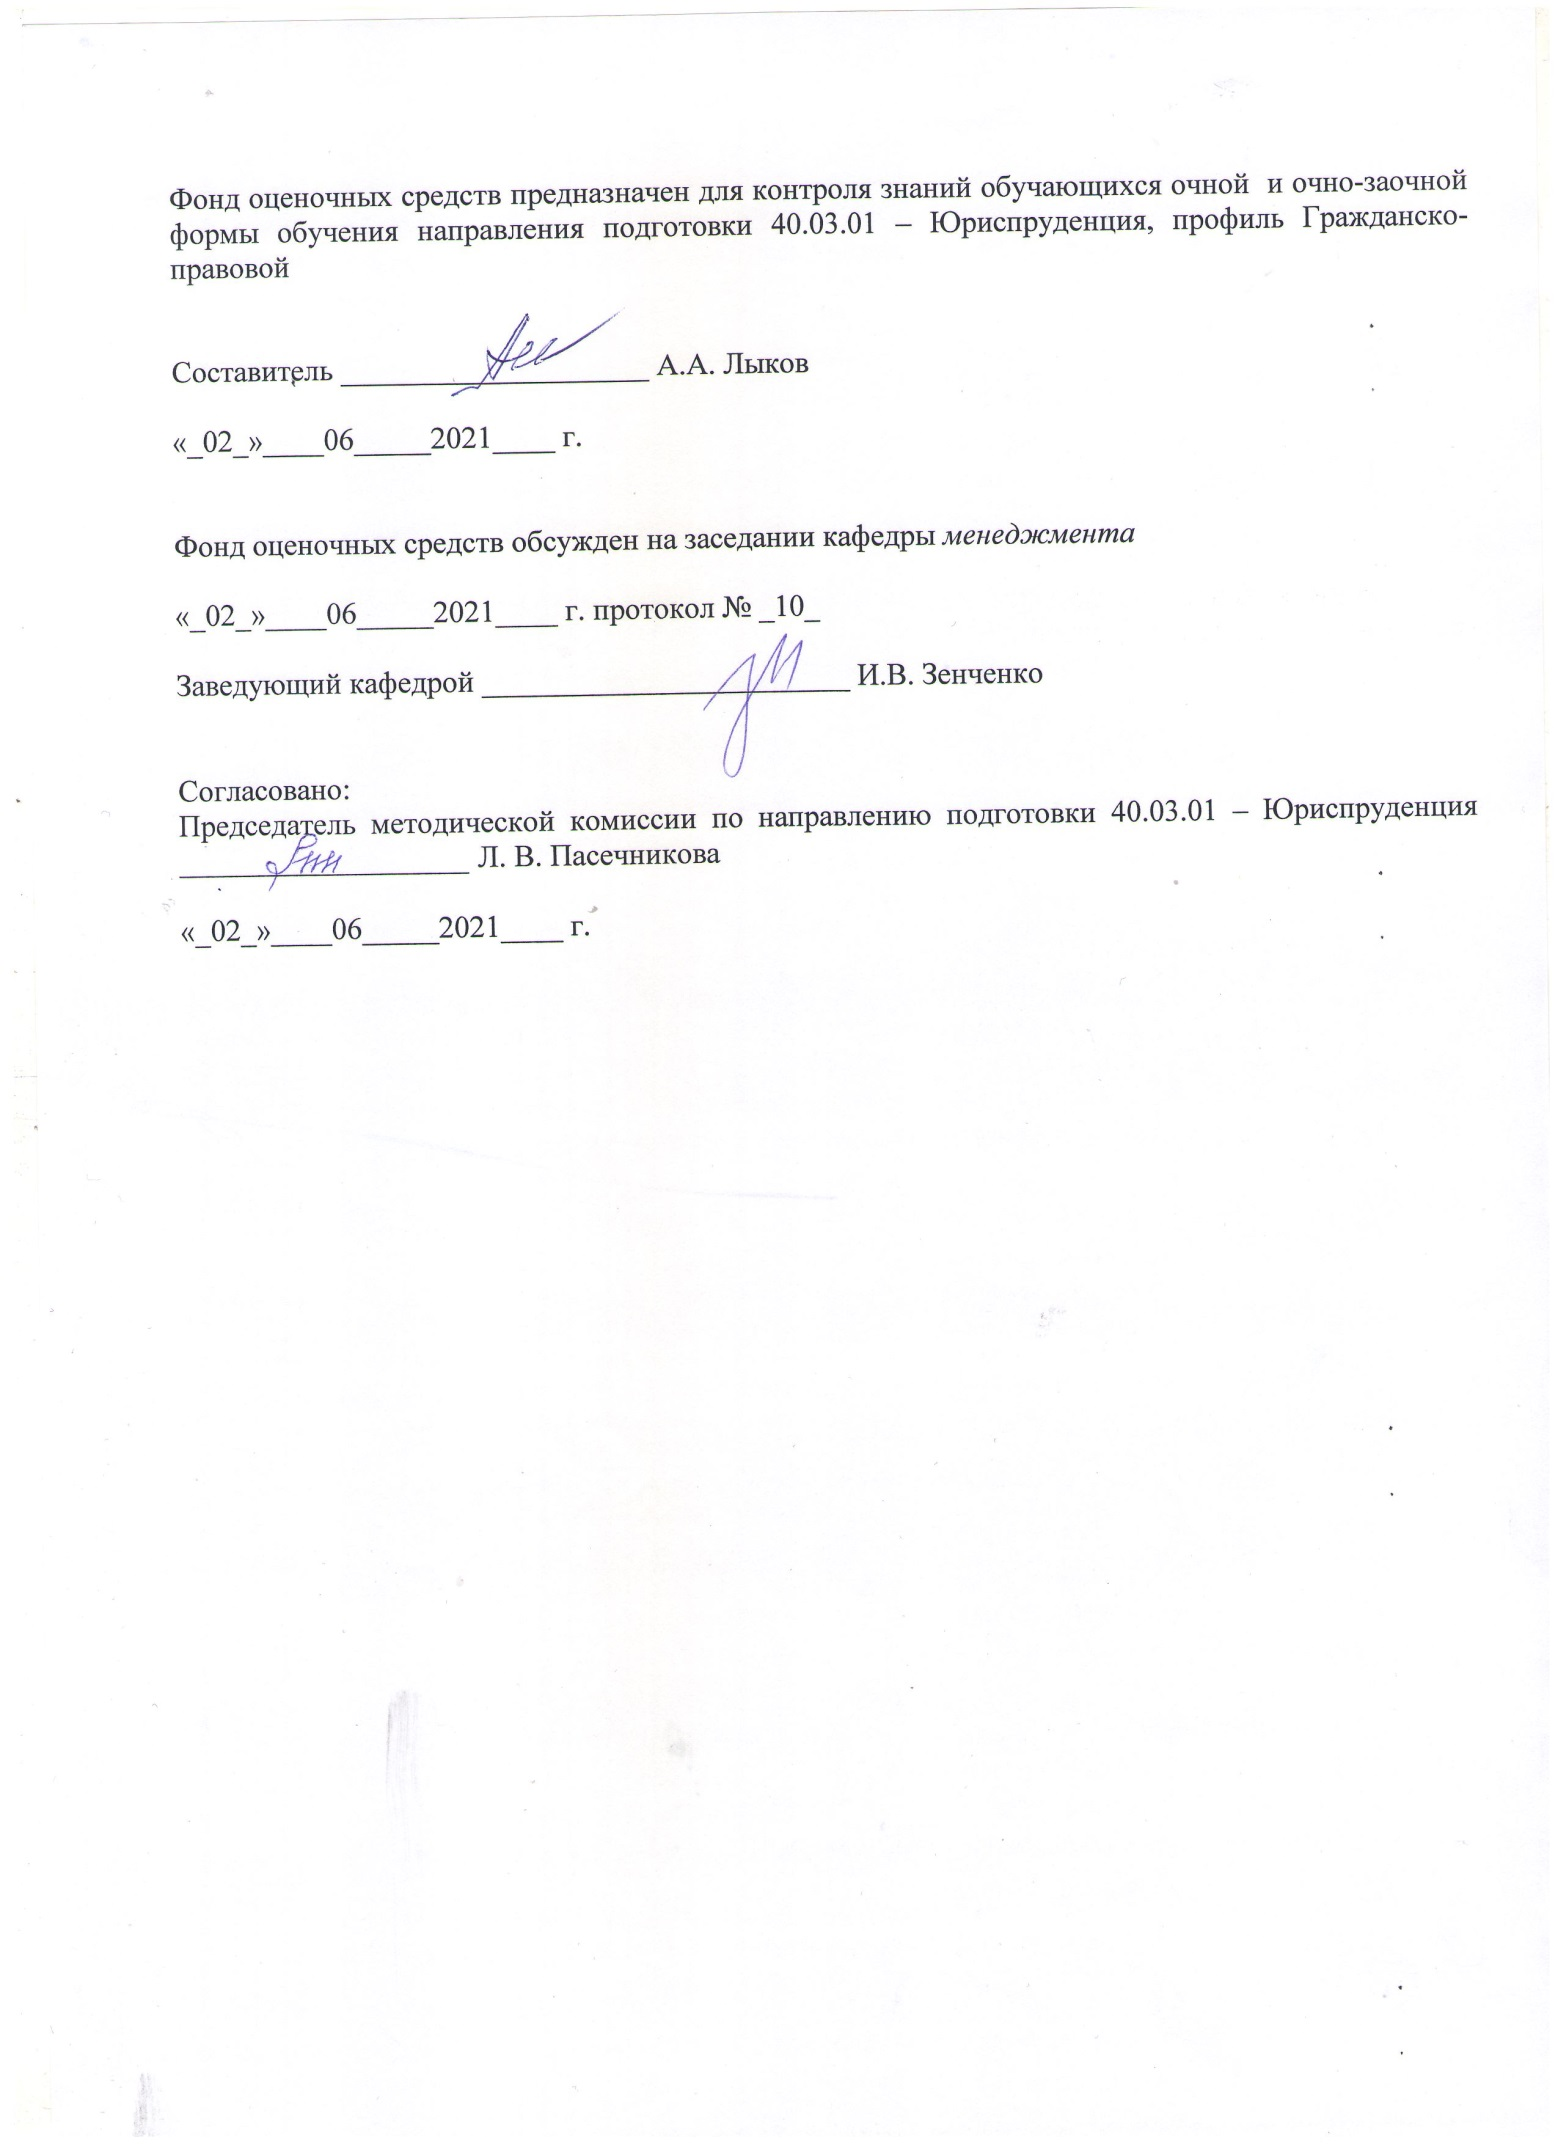 Фонд оценочных средств предназначен для контроля знаний обучающихся очной и очно-заочной
формы обучения направления подготовки 40.03.01 – Юриспруденция, профиль Гражданско-
правовой
Составитель ____________________ А.А. Лыков
«_02_»____06_____2021____ г.
Фонд оценочных средств обсужден на заседании кафедры менеджмента
«_02_»____06_____2021____ г. протокол № _10_
Заведующий кафедрой ________________________ И.В. Зенченко
Согласовано:
Председатель методической комиссии по направлению подготовки 40.03.01 – Юриспруденция
___________________ Л. В. Пасечникова
«_02_»____06_____2021____ г.